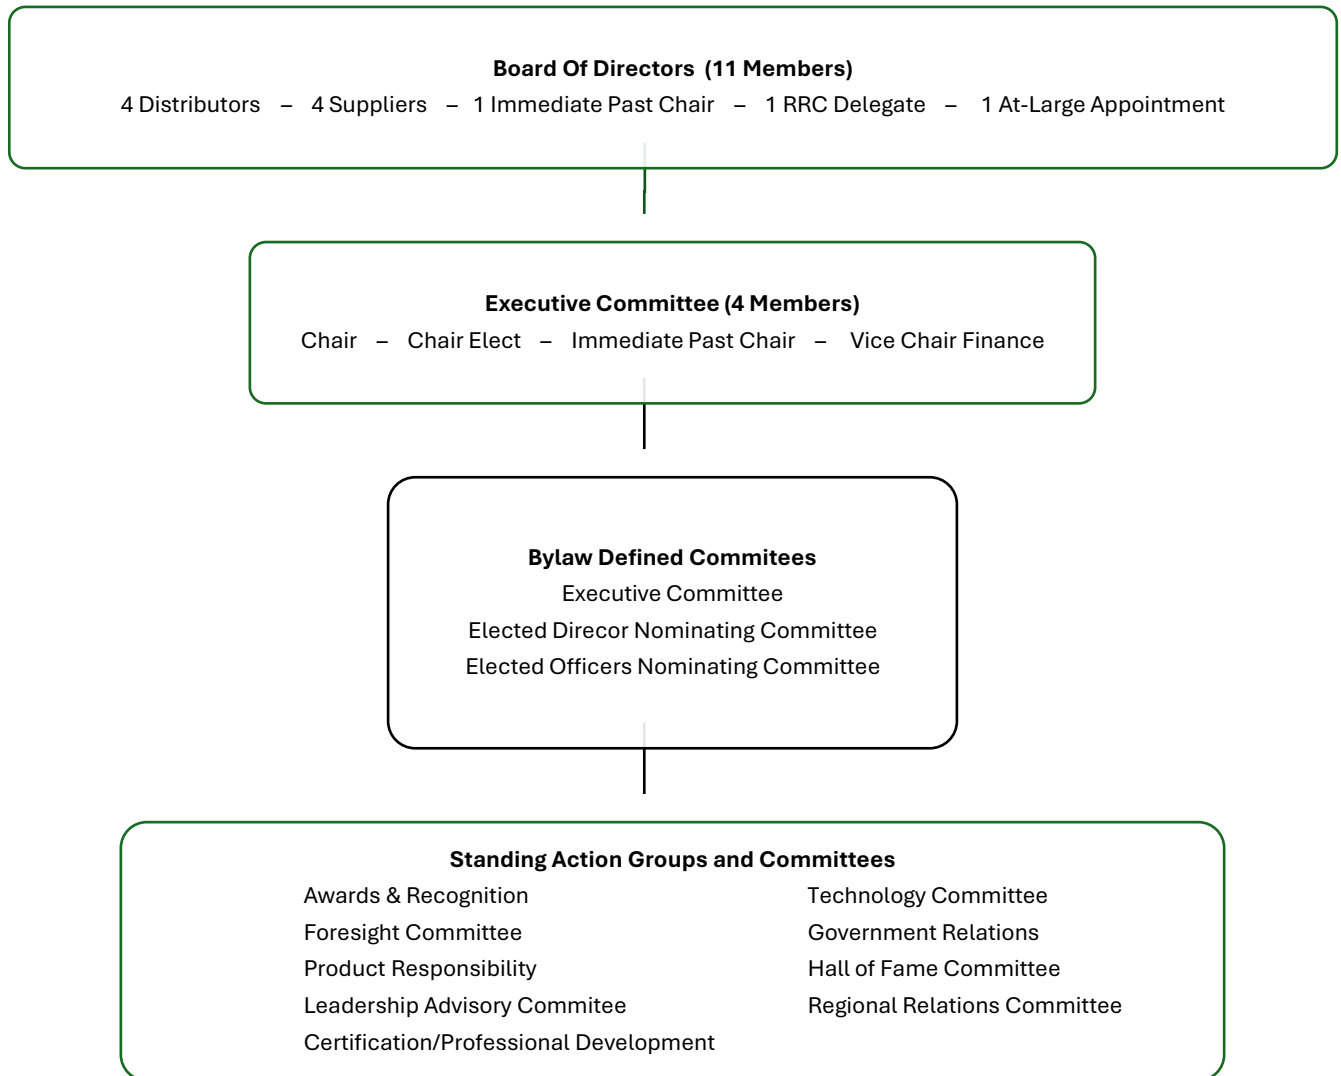 Board Of Directors (11 Members)
4 Distributors – 4 Suppliers – 1 Immediate Past Chair – 1 RRC Delegate – 1 At-Large Appointment
Executive Committee (4 Members)
Chair – Chair Elect – Immediate Past Chair – Vice Chair Finance
Bylaw Defined Commitees
Executive Committee
Elected Direcor Nominating Committee
Elected Officers Nominating Committee
Standing Action Groups and Committees
Awards & Recognition
Foresight Committee
Product Responsibility
Leadership Advisory Commitee
Certification/Professional Development
Technology Committee
Government Relations
Hall of Fame Committee
Regional Relations Committee